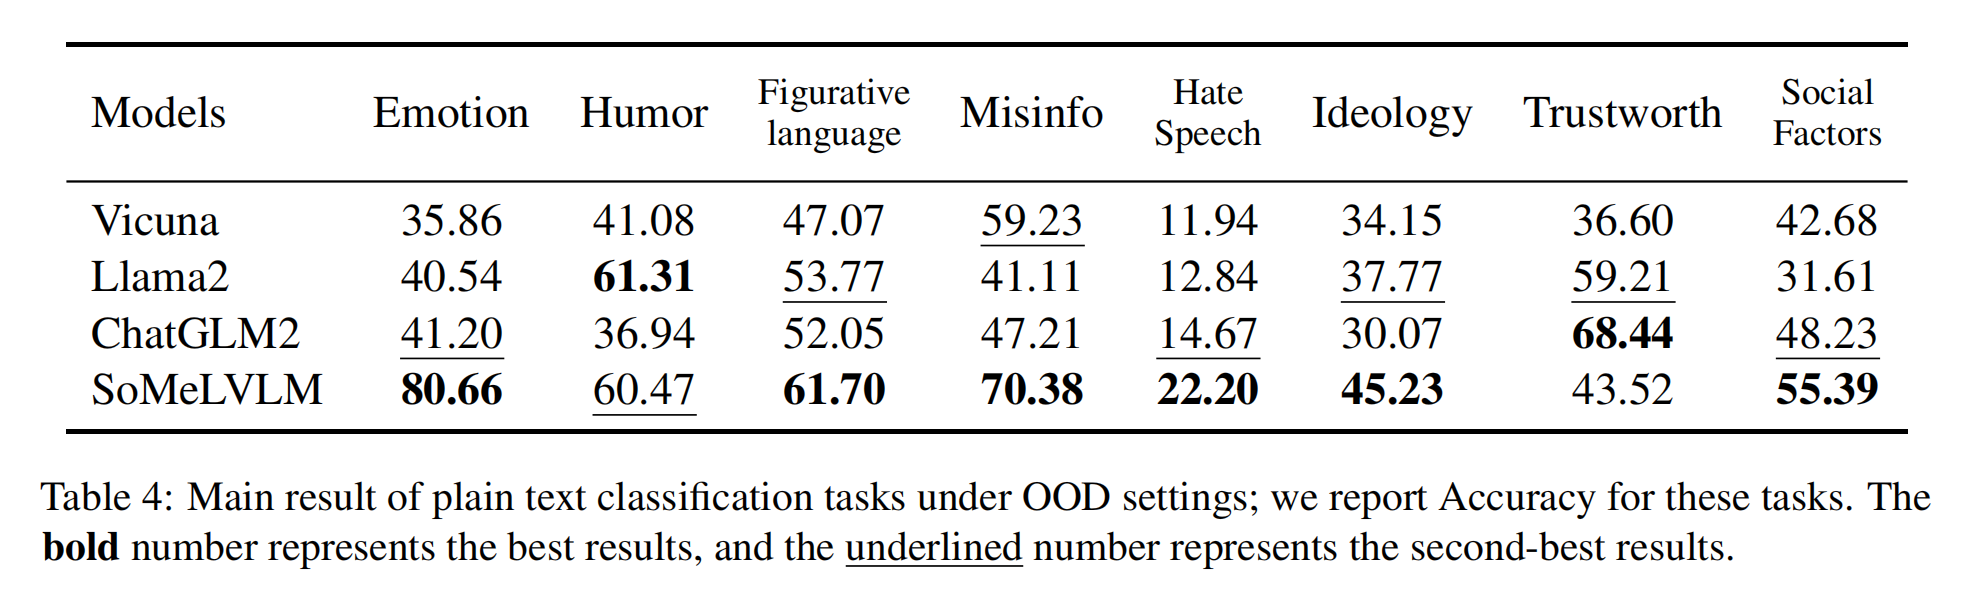 Models Emotion Humor Figurative language Misinfo Hate Speech Ideology Trustworth Social Factors
Vicuna 35.86 41.08 47.07 59.23 11.94 34.15 36.60 42.68
Llama2 40.54 61.31 53.77 41.11 12.84 37.77 59.21 31.61
ChatGLM2 41.20 36.94 52.05 47.21 14.67 30.07 68.44 48.23
SoMeLVLM 80.66 60.47 61.70 70.38 22.20 45.23 43.52 55.39
Table 4: Main result of plain text classification tasks under OOD settings; we report Accuracy for these tasks. The
bold number represents the best results, and the underlined number represents the second-best results.